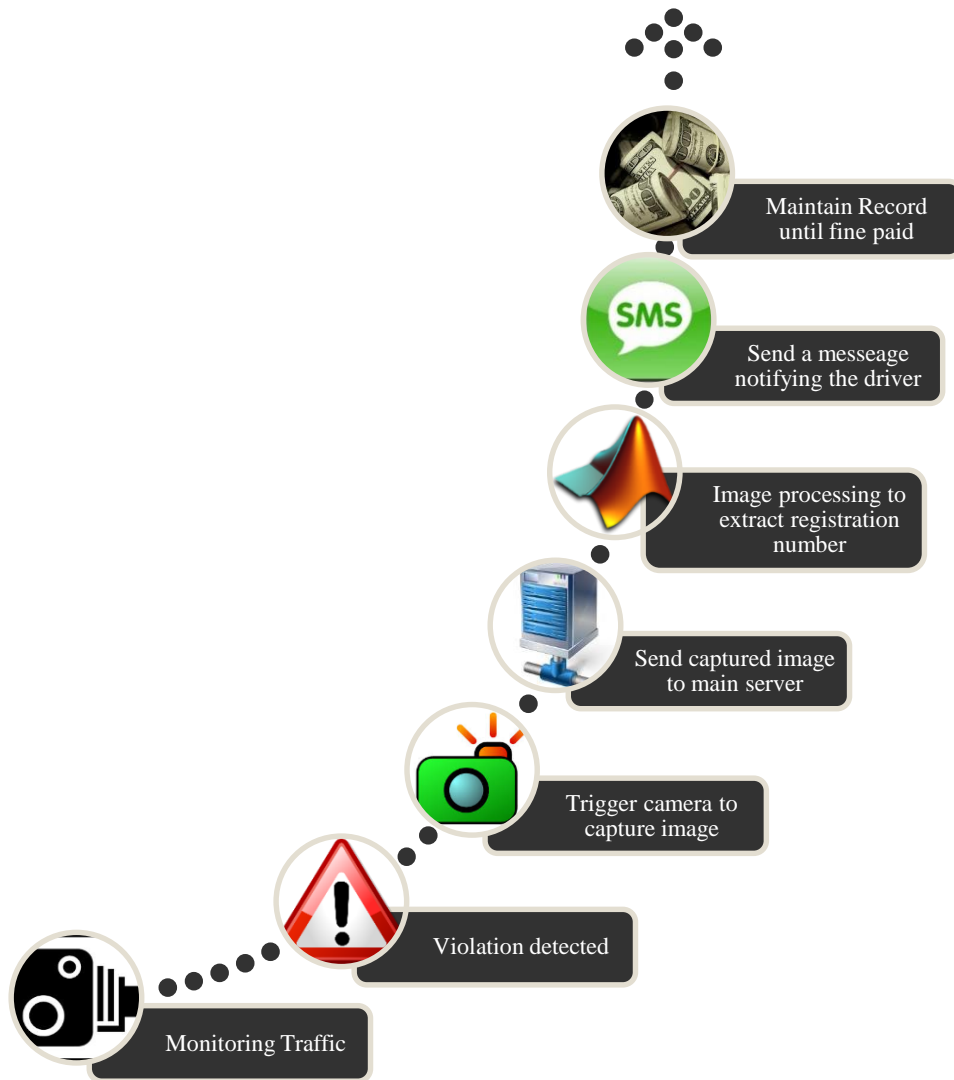 Maintain Record
until fine paid
SMS
Send a messeage
notifying the driver
Image processing to
extract registration
number
Send captured image
to main server
Trigger camera to
capture image
Violation detected
Monitoring Traffic